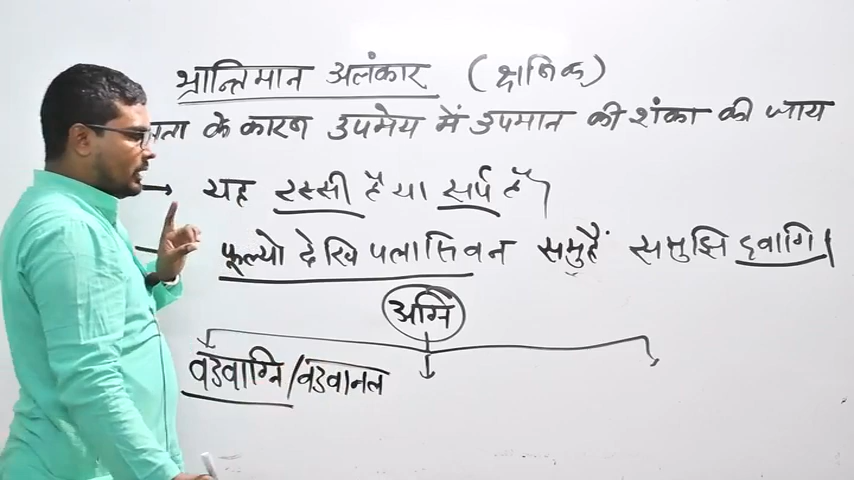 भ्रान्तिमान अलंकार (क्षणिक)
के कारण उपमेय में उपमान की शंका की जाय
→ यह रस्सी है या सर्प है
फूल्यो देखि पलासिवन समुहैं समुझि दवागि।
अग्नि
वडवाग्नि/वडवानल